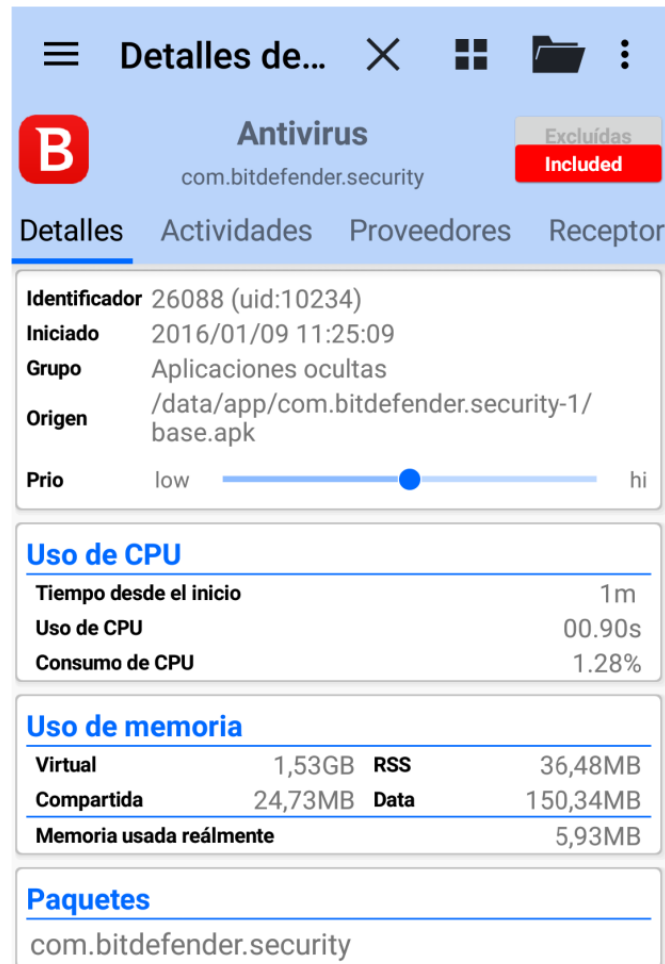 Detalles de...
B
Antivirus
com.bitdefender.security
Excluídas
Included
Detalles Actividades Proveedores Receptor
Identificador 26088 (uid:10234)
Iniciado 2016/01/09 11:25:09
Grupo Aplicaciones ocultas
Origen /data/app/com.bitdefender.security-1/
base.apk
Prio low hi
Uso de CPU
Tiempo desde el inicio 1m
Uso de CPU 00.90s
Consumo de CPU 1.28%
Uso de memoria
Virtual 1,53GB RSS 36,48MB
Compartida 24,73MB Data 150,34MB
Memoria usada reálmente 5,93MB
Paquetes
com.bitdefender.security